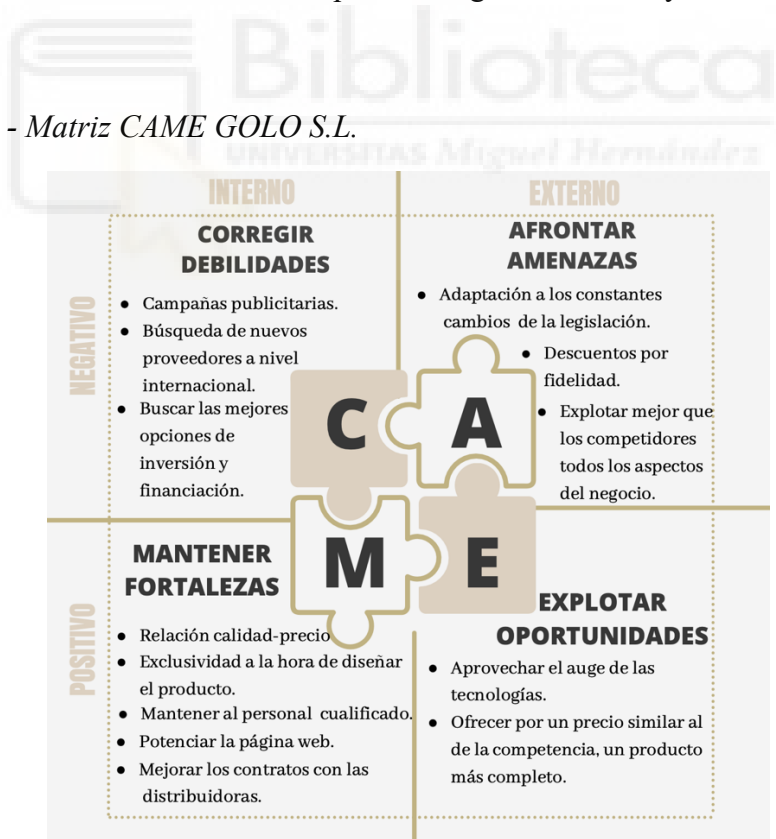 Biblioteca
UNIVERSITAS Miguel Hernández
- Matriz CAME GOLO S.L.
INTERNO
EXTERNO
NEGATIVO
CORREGIR
DEBILIDADES
● Campañas publicitarias.
● Búsqueda de nuevos
proveedores a nivel
internacional.
● Buscar las mejores
opciones de
inversión y
financiación.
AFRONTAR
AMENAZAS
● Adaptación a los constantes
cambios de la legislación.
● Descuentos por
fidelidad.
● Explotar mejor que
los competidores
todos los aspectos
del negocio.
C
A
M
E
POSITIVO
MANTENER
FORTALEZAS
● Relación calidad-precio
● Exclusividad a la hora de diseñar
el producto.
● Mantener al personal cualificado.
● Potenciar la página web.
● Mejorar los contratos con las
distribuidoras.
EXPLOTAR
OPORTUNIDADES
● Aprovechar el auge de las
tecnologías.
● Ofrecer por un precio similar al
de la competencia, un producto
más completo.